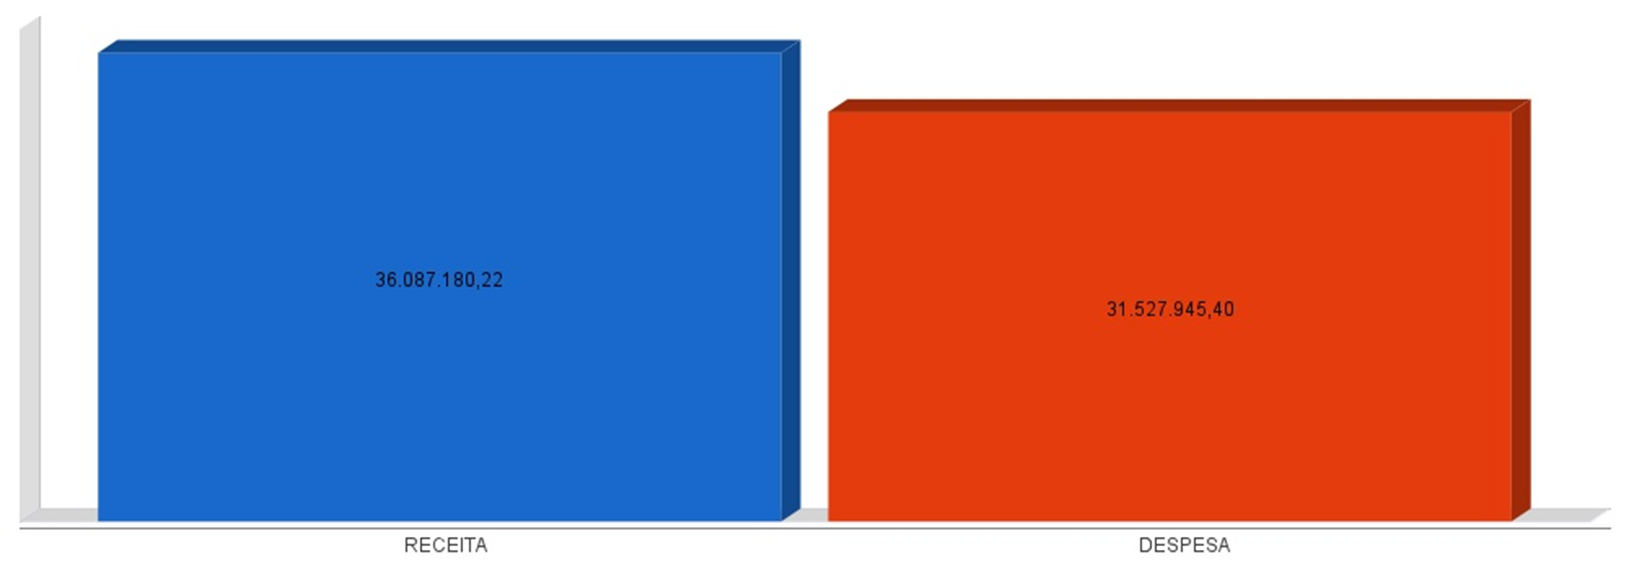 36.087.180,22
31.527.945,40
RECEITA
DESPESA